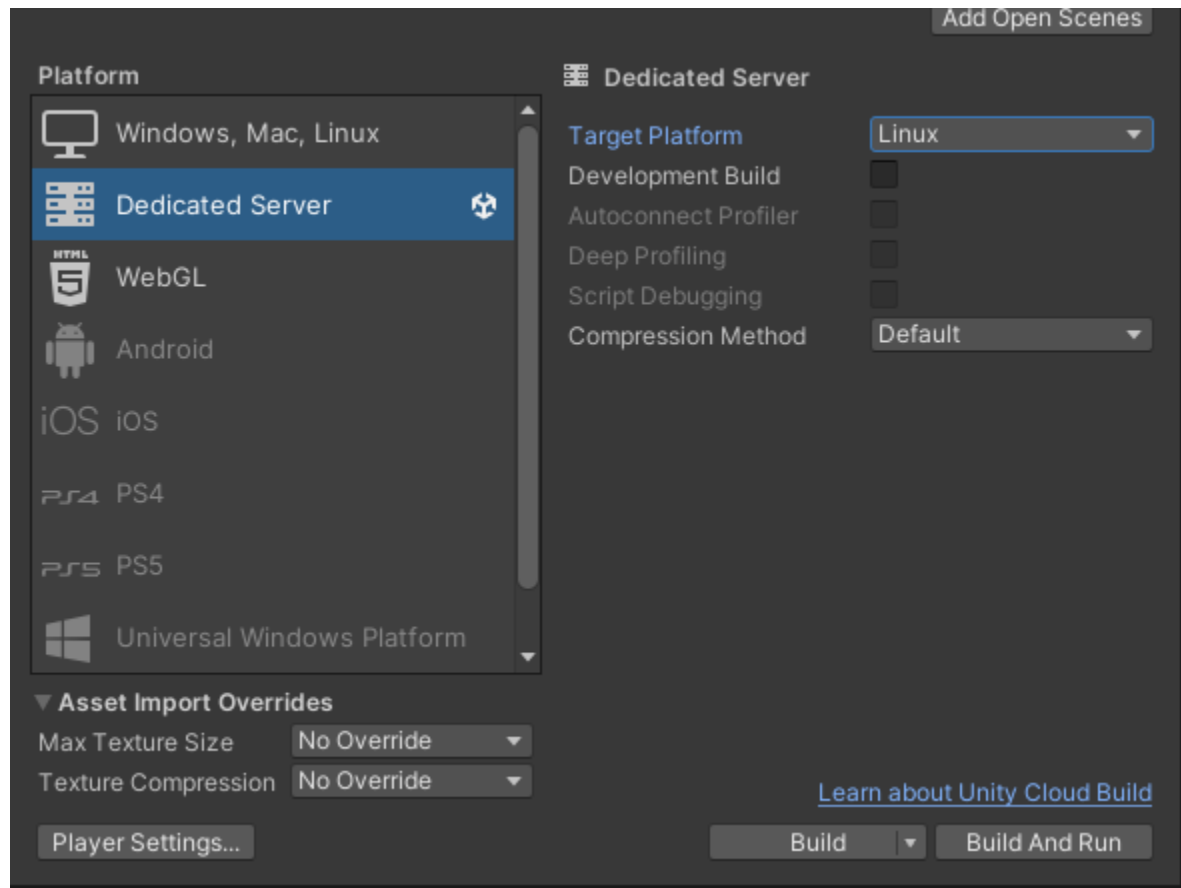 Add Open Scenes
Platform
Windows, Mac, Linux
Dedicated Server
HTML
5
WebGL
Android
iOS iOS
PS4 PS4
PS5 PS5
Universal Windows Platform
Dedicated Server
Target Platform Linux
Development Build
Autoconnect Profiler
Deep Profiling
Script Debugging
Compression Method Default
Asset Import Overrides
Max Texture Size No Override
Texture Compression No Override
Learn about Unity Cloud Build
Player Settings...
Build
Build And Run